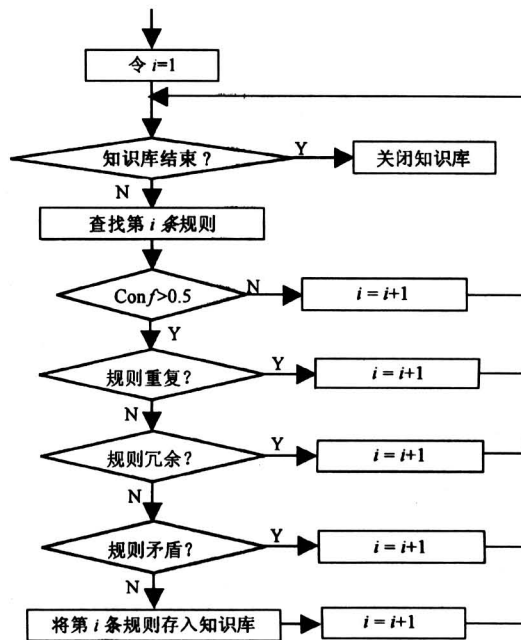 令 i=1
知识库结束？
Y
关闭知识库
N
查找第 i 条规则
Conf>0.5
N
i = i+1
Y
规则重复？
Y
i = i+1
N
规则冗余？
Y
i = i+1
N
规则矛盾？
Y
i = i+1
N
将第 i 条规则存入知识库
i = i+1